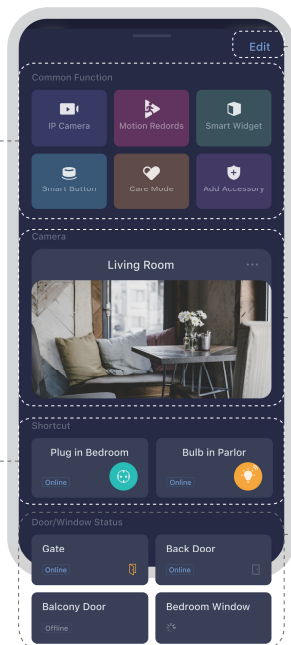 Edit
Common Function
IP Camera
Motion Redords
Smart Widget
Smart Button
Care Mode
Add Accessory
Camera
Living Room
Shortcut
Plug in Bedroom
Bulb in Parlor
Online
Online
Door/Window Status
Gate
Back Door
Online
Online
Balcony Door
Bedroom Window
Offline